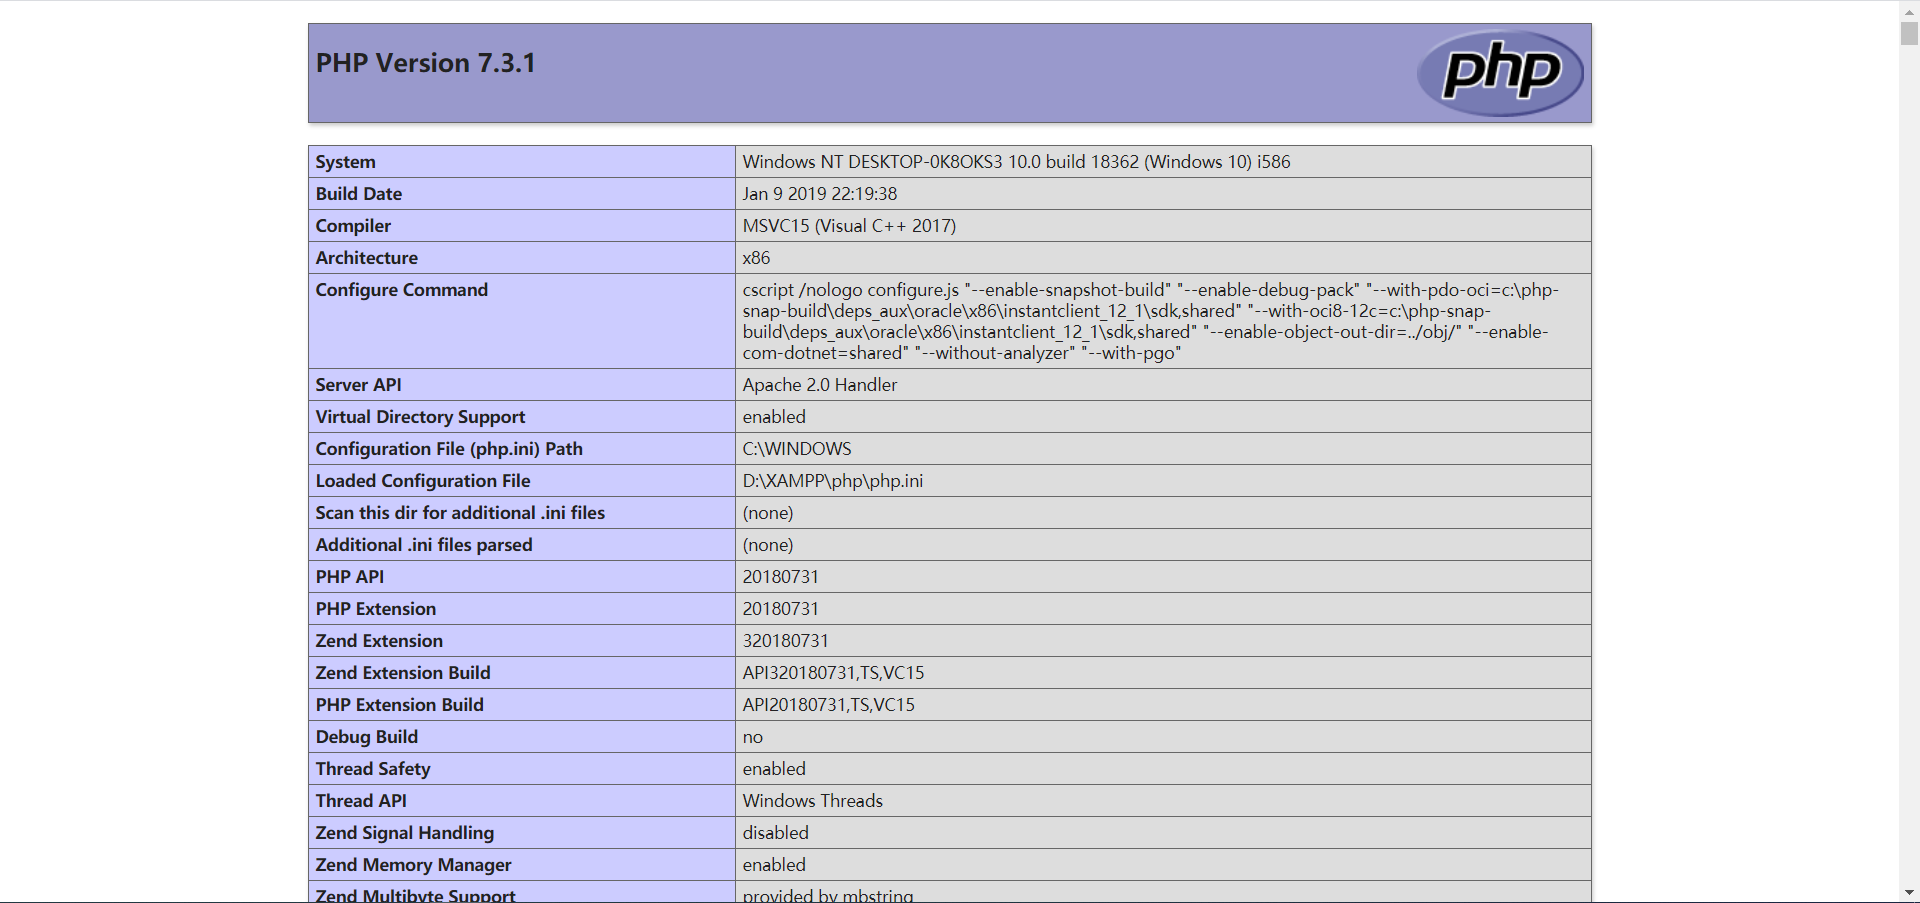 PHP Version 7.3.1
php
System Windows NT DESKTOP-0K8OKS3 10.0 build 18362 (Windows 10) i586
Build Date Jan 9 2019 22:19:38
Compiler MSVC15 (Visual C++ 2017)
Architecture x86
Configure Command cscript /nologo configure.js "--enable-snapshot-build" "--enable-debug-pack" "--with-pdo-oci=c:\php-
snap-build\deps_aux\oracle\x86\instantclient_12_1\sdk,shared" "--with-oci8-12c=c:\php-snap-
build\deps_aux\oracle\x86\instantclient_12_1\sdk,shared" "--enable-object-out-dir=../obj/" "--enable-
com-dotnet=shared" "--without-analyzer" "--with-pgo"
Server API Apache 2.0 Handler
Virtual Directory Support enabled
Configuration File (php.ini) Path C:\WINDOWS
Loaded Configuration File D:\XAMPP\php\php.ini
Scan this dir for additional .ini files (none)
Additional .ini files parsed (none)
PHP API 20180731
PHP Extension 20180731
Zend Extension 320180731
Zend Extension Build API320180731,TS,VC15
PHP Extension Build API20180731,TS,VC15
Debug Build no
Thread Safety enabled
Thread API Windows Threads
Zend Signal Handling disabled
Zend Memory Manager enabled
Zend Multibyte Support provided by mbstring